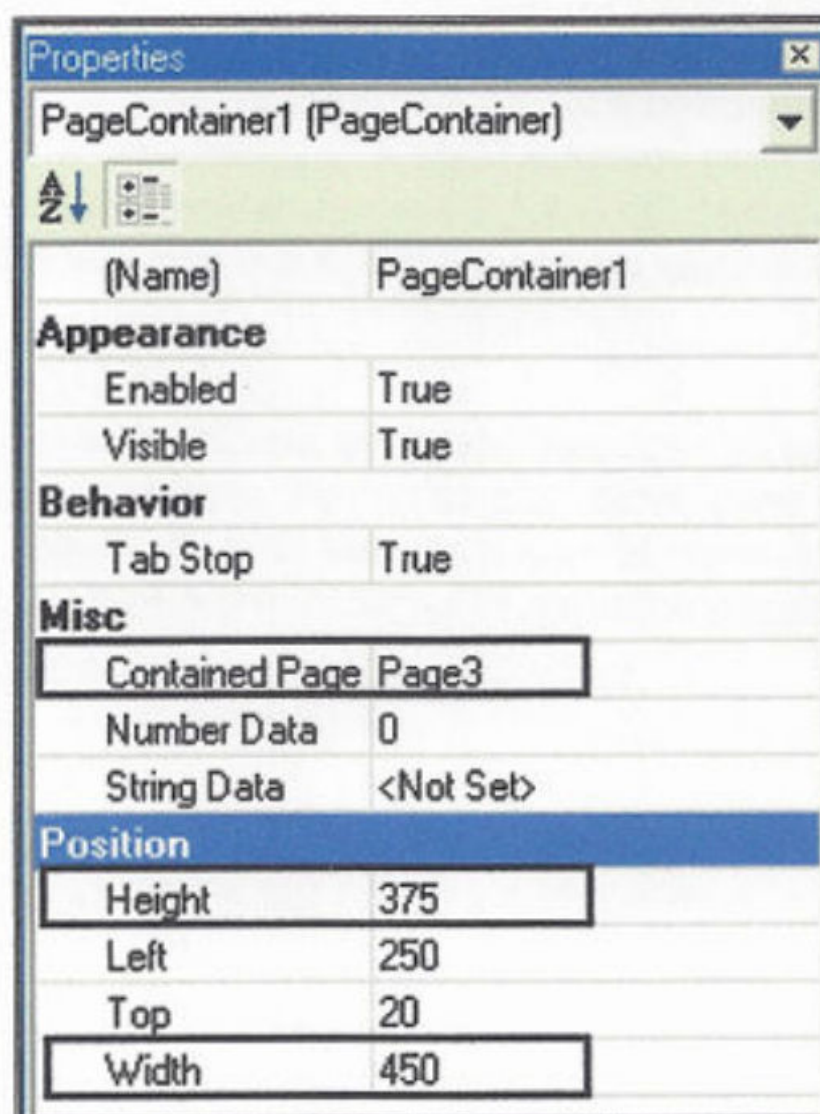 Properties
PageContainer1 (PageContainer)
AZ
(Name) PageContainer1
Appearance
Enabled True
Visible True
Behavior
Tab Stop True
Misc
Contained Page Page3
Number Data 0
String Data <Not Set>
Position
Height 375
Left 250
Top 20
Width 450